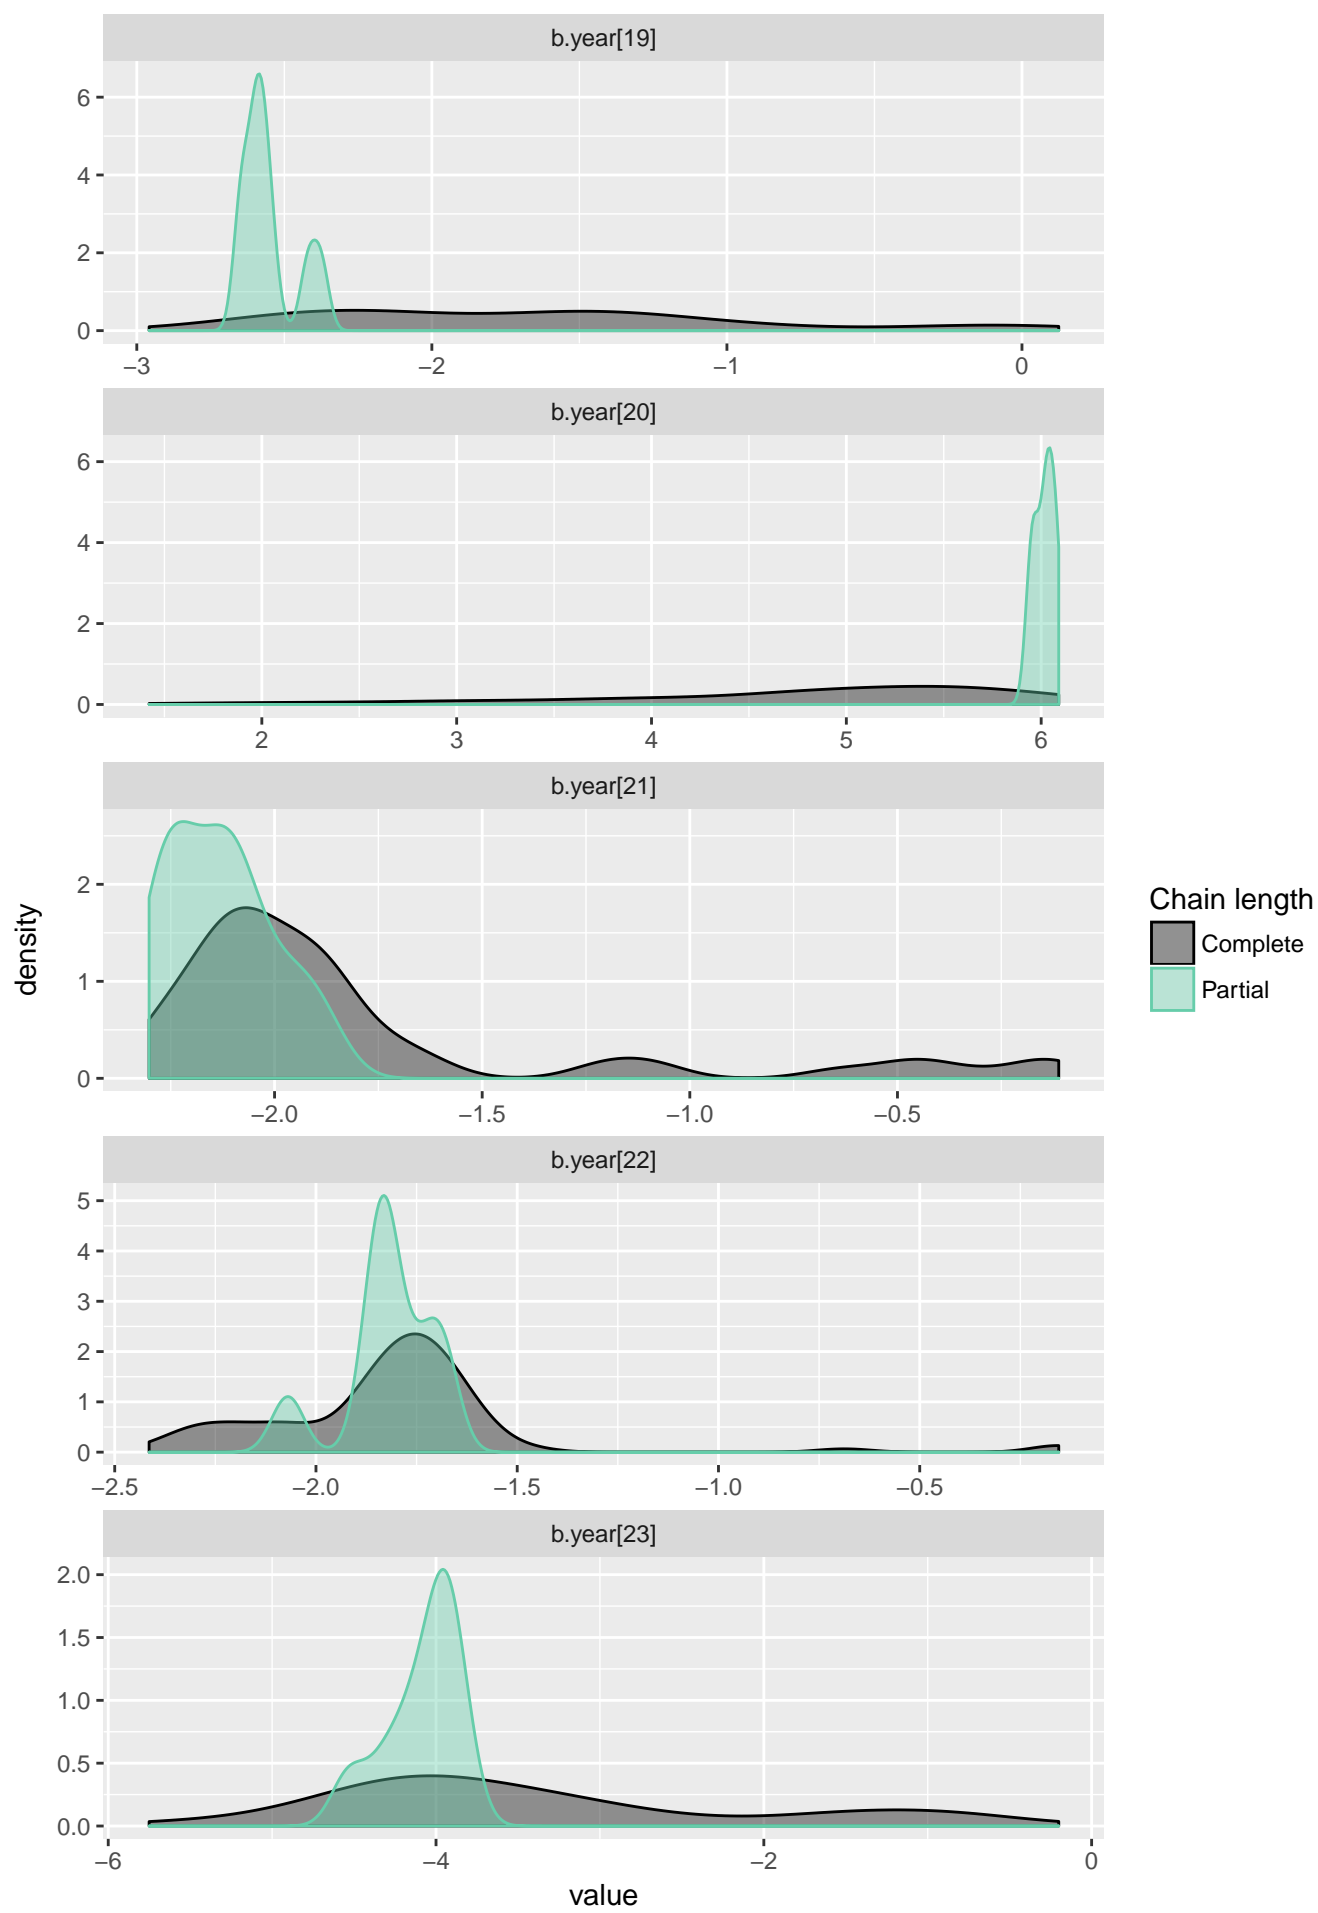 b.year[19]
6
4
2
0
−3 −2 −1 0
b.year[20]
6
4
2
0
2 3 4 5 6
b.year[21]
2
1
0
−2.0 −1.5 −1.0 −0.5
b.year[22]
5
4
3
2
1
0
−2.5 −2.0 −1.5 −1.0 −0.5
b.year[23]
2.0
1.5
1.0
0.5
0.0
−6 −4 −2 0
value
density
Chain length
Complete
Partial